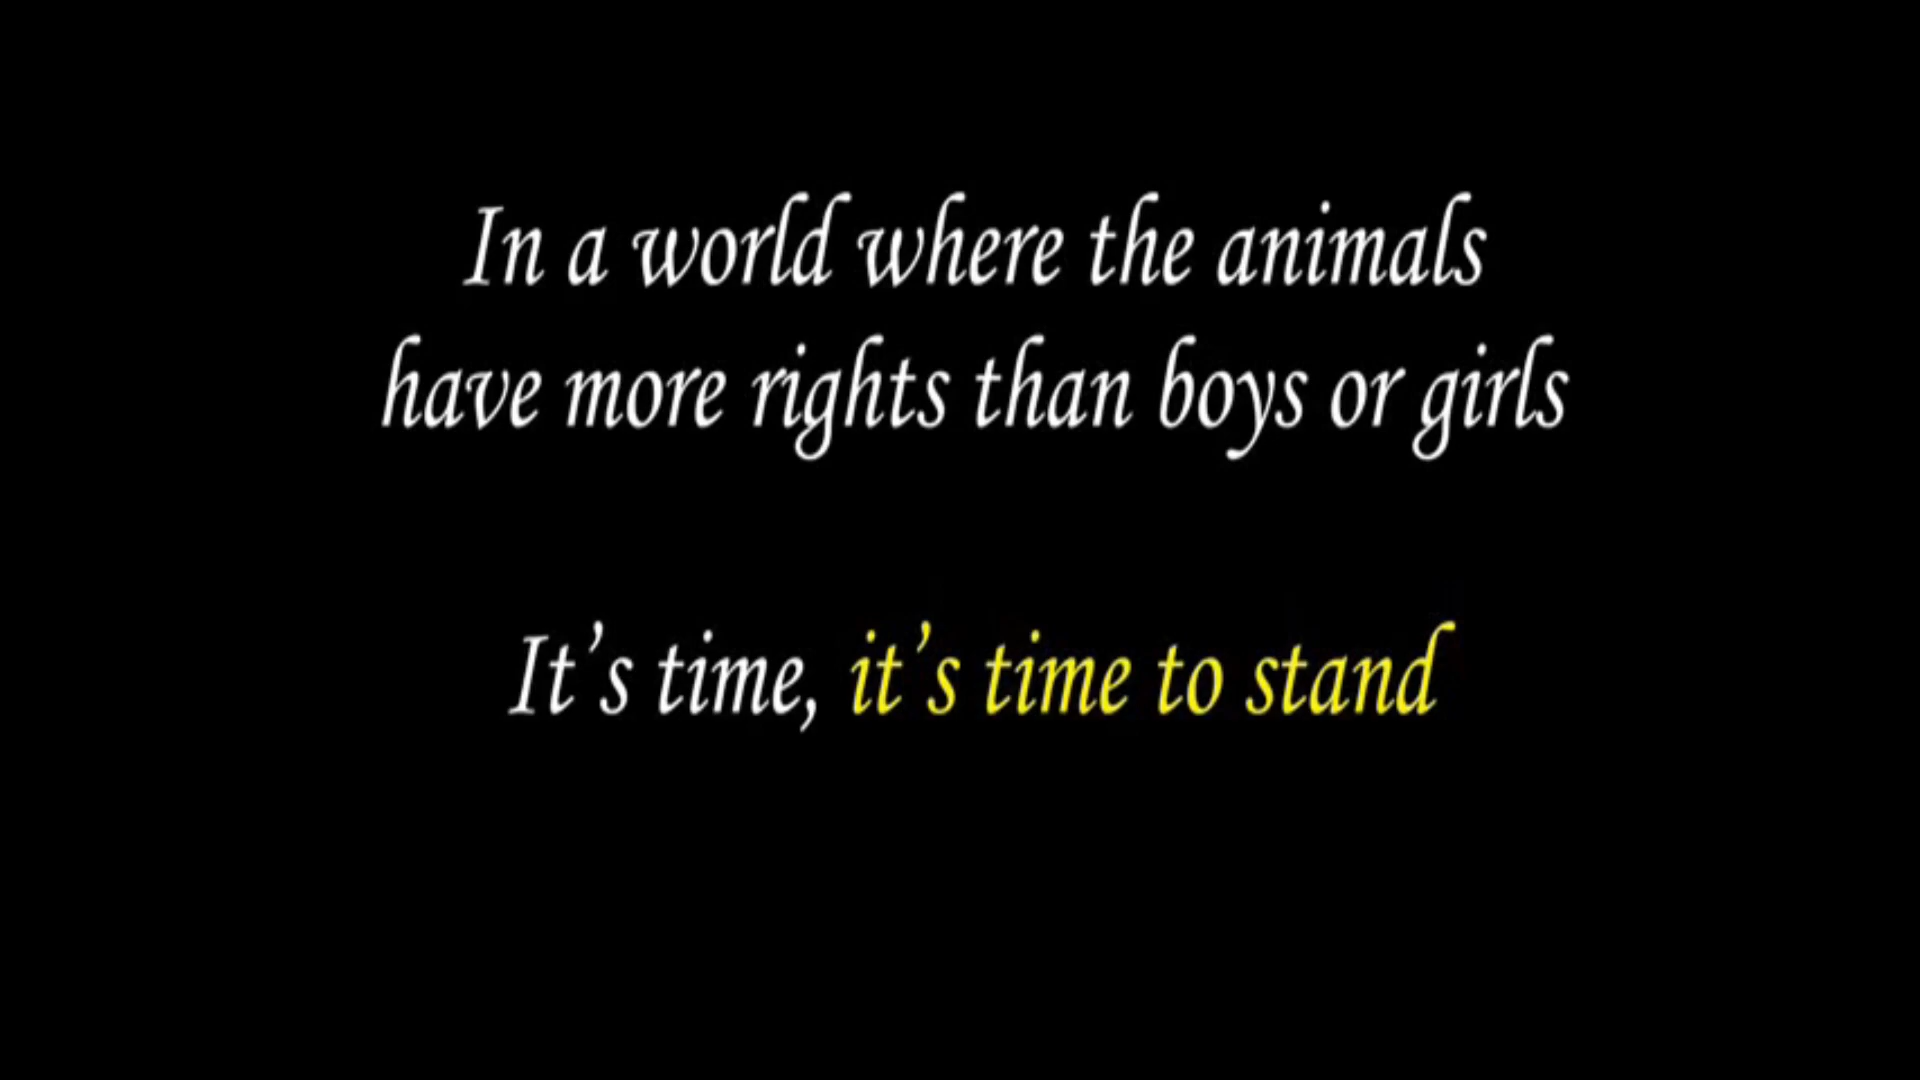 In a world where the animals
have more rights than boys or girls
It’s time, it’s time to stand